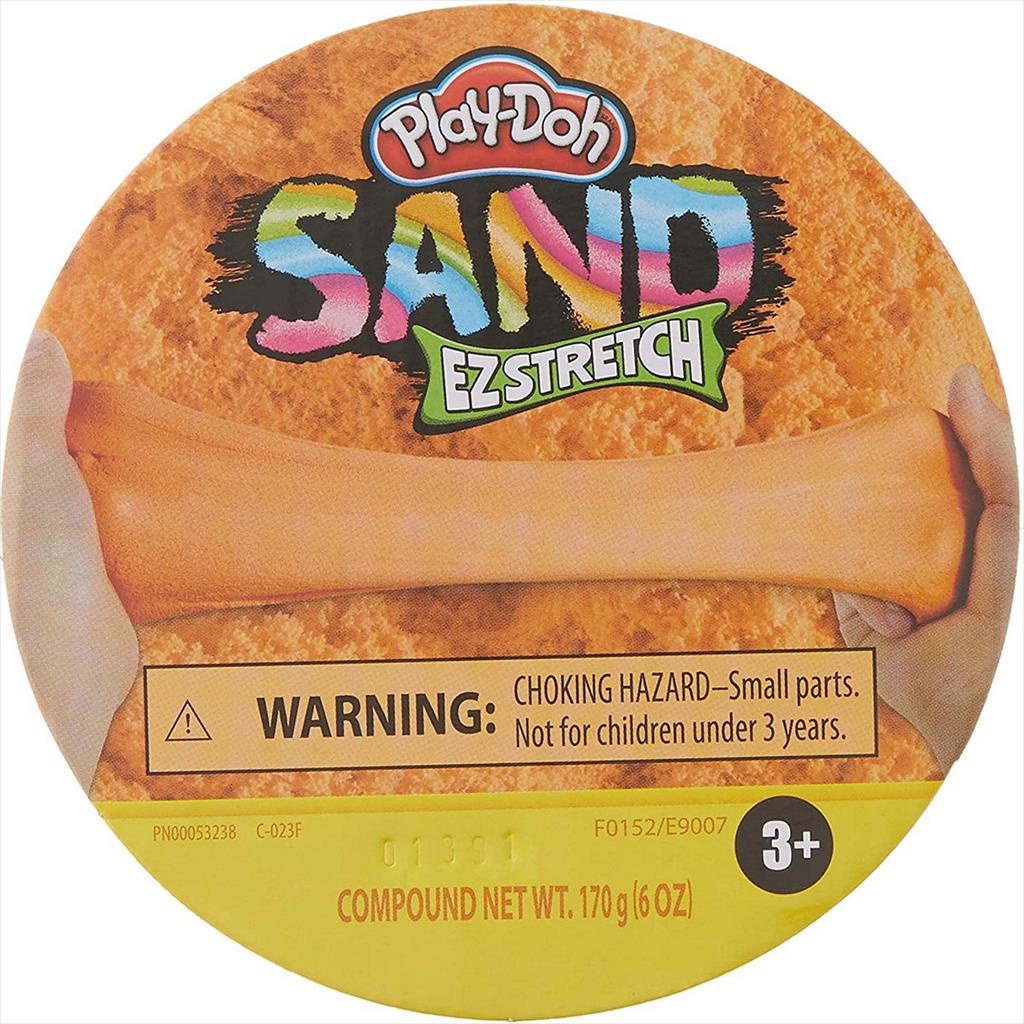 Play-Doh
SAND
EZ STRETCH
WARNING:
CHOKING HAZARD–Small parts.
Not for children under 3 years.
PN00053238 C-023F
F0152/E9007
3+
01391
COMPOUND NET WT. 170 g (6 OZ)